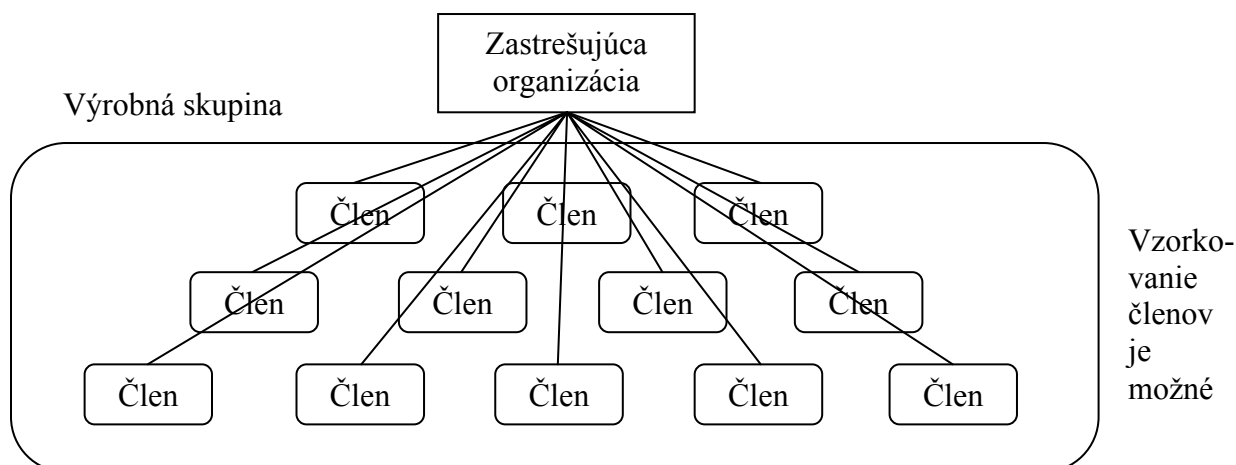 Zastrešujúca
organizácia
Výrobná skupina
Člen
Člen
Člen
Člen
Člen
Člen
Člen
Člen
Člen
Člen
Člen
Člen
Vzorko-
vanie
členov
je
možné